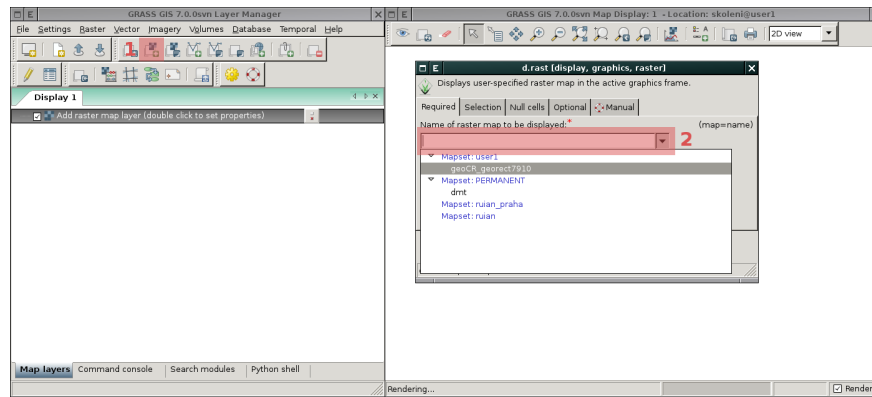 GRASS GIS 7.0.0svn Layer Manager
File Settings Raster Vector Imagery Volumes Database Temporal Help
1
Display 1
Add raster map layer (double click to set properties)
Map layers Command console Search modules Python shell
GRASS GIS 7.0.0svn Map Display: 1 - Location: skoleni@user1
2D view
d.rast [display, graphics, raster]
Displays user-specified raster map in the active graphics frame.
Required Selection Null cells Optional Manual
Name of raster map to be displayed:* (map=name)
2
Mapset: user1
geoCR_georect7910
Mapset: PERMANENT
dmt
Mapset: ruian_praha
Mapset: ruian
Rendering...
Render